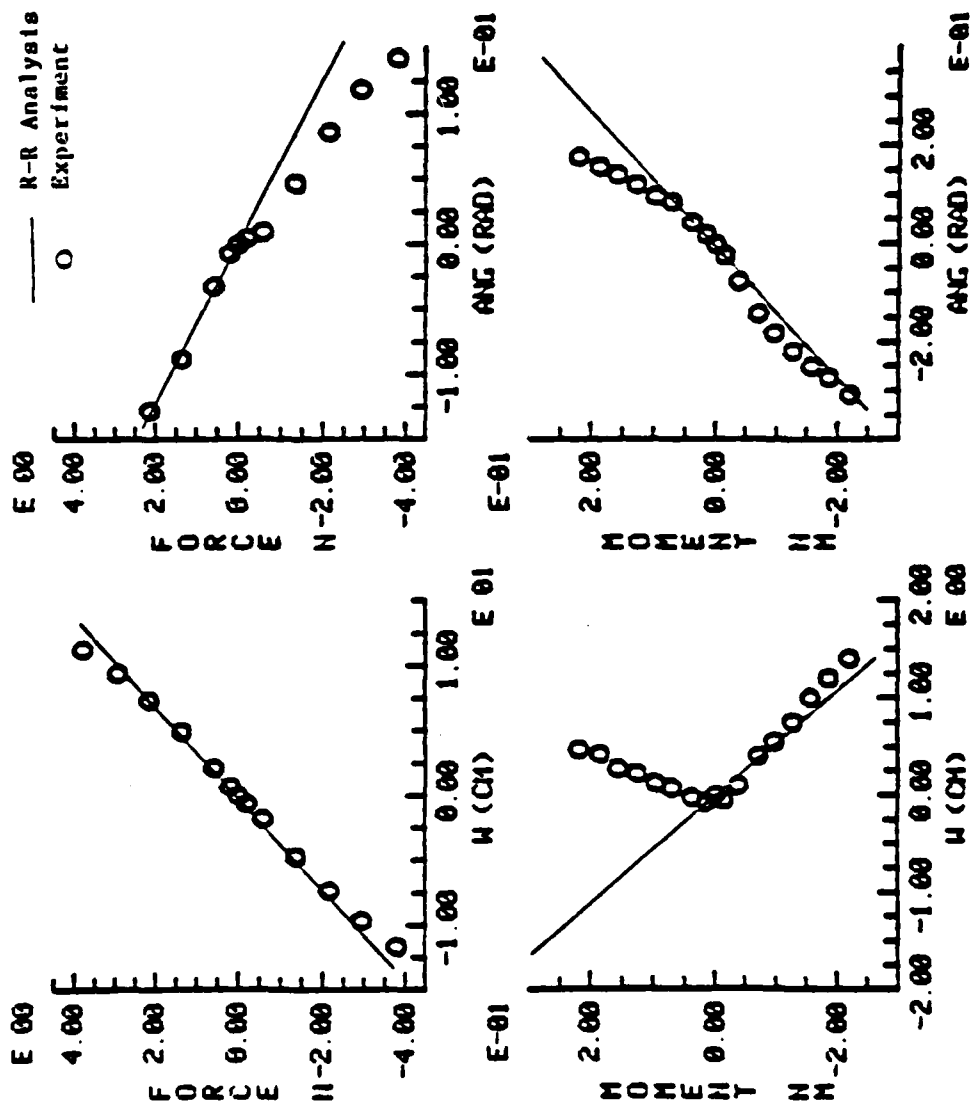 R-R Analysis
Experiment
E 00
4.00
2.00
0.00
-2.00
-4.00
FORCE N
-1.00 0.00 1.00
W (CM) E 01
E 00
4.00
2.00
0.00
-2.00
-4.00
FORCE N
-1.00 0.00 1.00
ANG (RAD) E-01
E-01
2.00
0.00
-2.00
MOMENT NM
-2.00 -1.00 0.00 1.00 2.00
W (CM) E 00
E-01
2.00
0.00
-2.00
MOMENT NM
-2.00 0.00 2.00
ANG (RAD) E-01